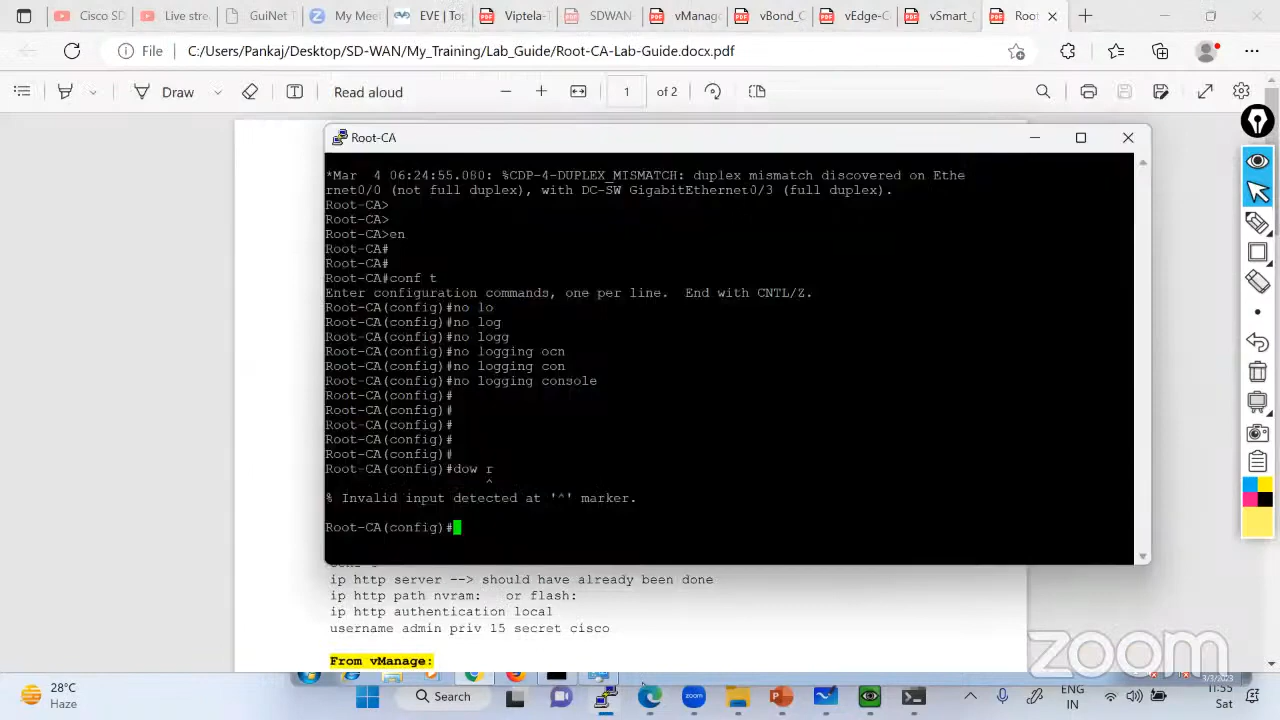 Cisco
Live stre
GuiNet
My Mee
EVE | To
Viptela-
SDWAN
vManag
vBond_C
vEdge-C
vSmart_C
Root
File
C:/Users/Pankaj/Desktop/SD-WAN/My_Training/Lab_Guide/Root-CA-Lab-Guide.docx.pdf
Draw
Read aloud
1 of 2
Root-CA
*Mar  4 06:24:55.080: %CDP-4-DUPLEX_MISMATCH: duplex mismatch discovered on Ethe
rnet0/0 (not full duplex), with DC-SW GigabitEthernet0/3 (full duplex).
Root-CA>
Root-CA>
Root-CA>en
Root-CA#
Root-CA#
Root-CA#conf t
Enter configuration commands, one per line.  End with CNTL/Z.
Root-CA(config)#no lo
Root-CA(config)#no log
Root-CA(config)#no logg
Root-CA(config)#no logging ocn
Root-CA(config)#no logging con
Root-CA(config)#no logging console
Root-CA(config)#
Root-CA(config)#
Root-CA(config)#
Root-CA(config)#
Root-CA(config)#
Root-CA(config)#dow r
^
% Invalid input detected at '^' marker.
Root-CA(config)#
ip http server --> should have already been done
ip http path nvram:   or flash:
ip http authentication local
username admin priv 15 secret cisco
From vManage:
zoom
3/3/2023
28°C
Haze
Search
zoom
ENG
IN
11:55
Sat